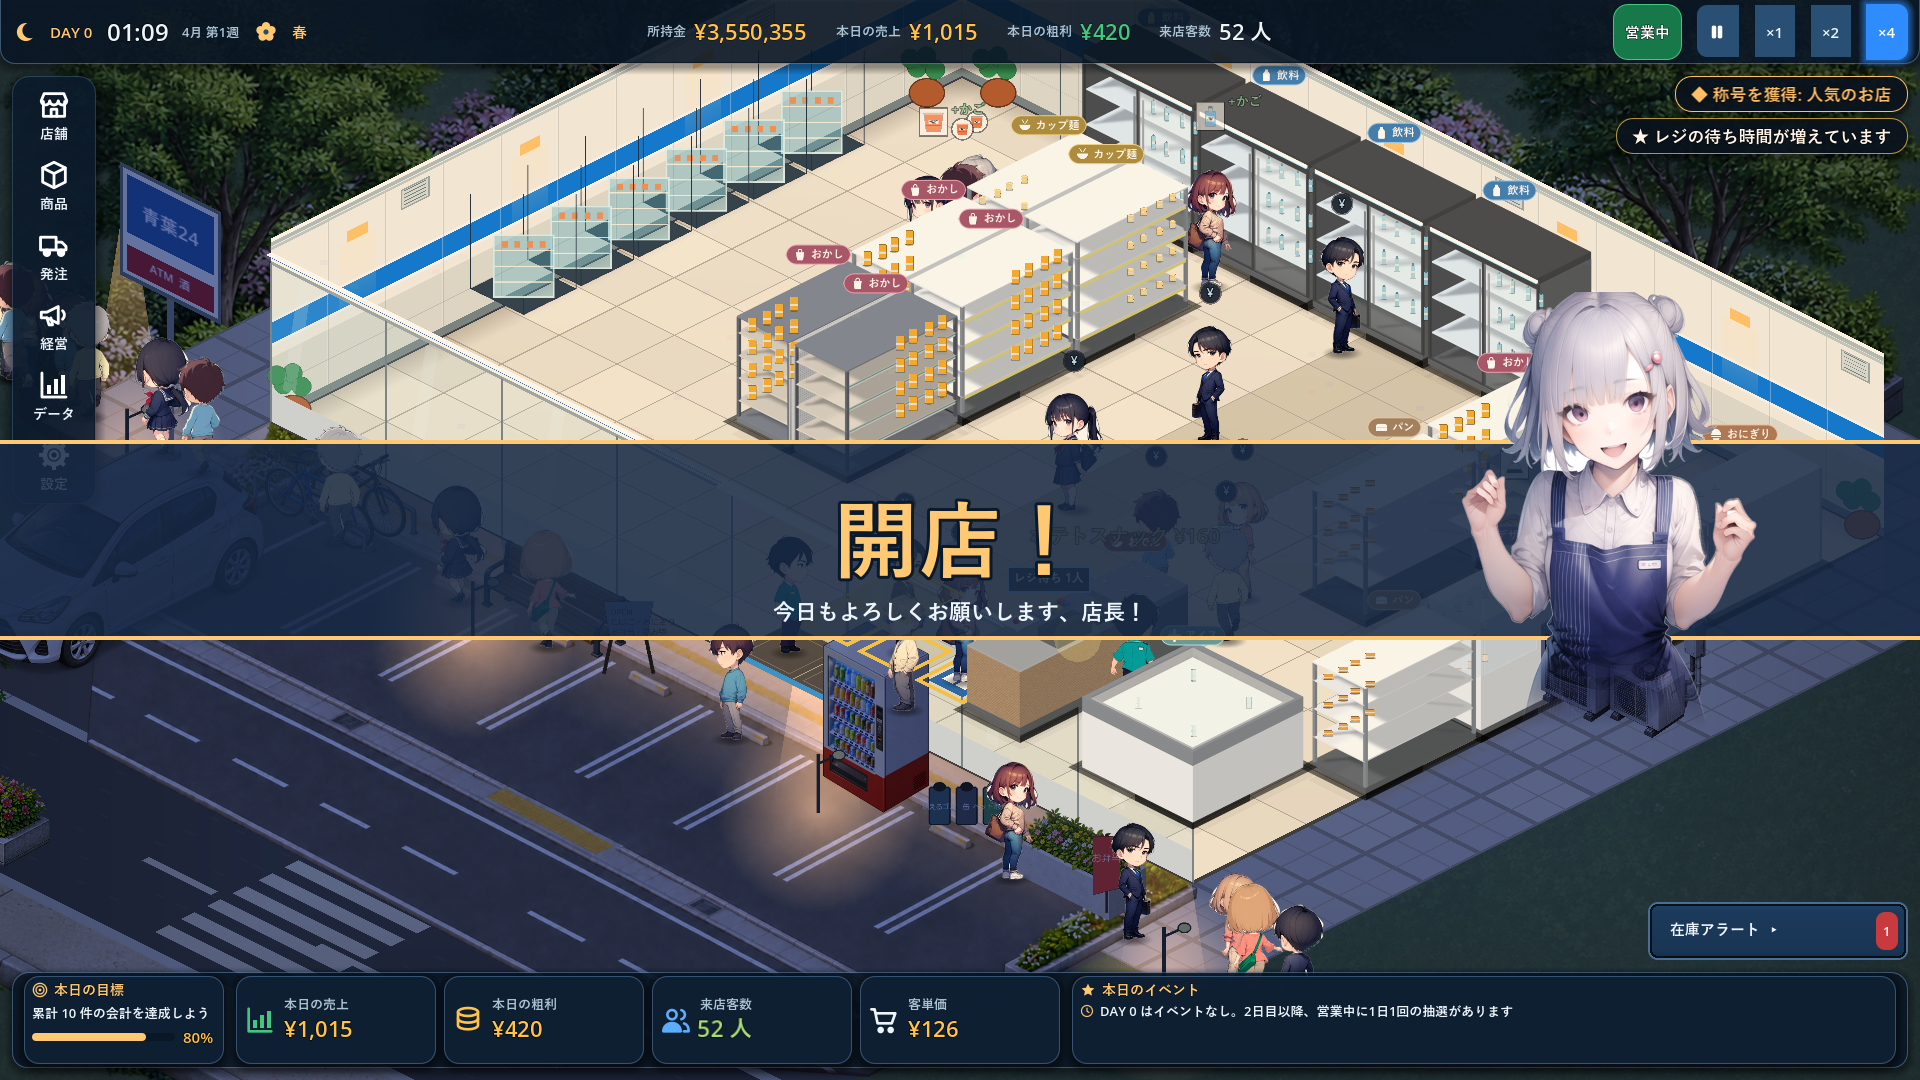 DAY 0 01:09 4月 第1週 春
所持金 ¥3,550,355 本日の売上 ¥1,015 本日の粗利 ¥420 来店客数 52 人
営業中 ×1 ×2 ×4
◆ 称号を獲得: 人気のお店
★ レジの待ち時間が増えています
店舗
商品
発注
経営
データ
設定
青葉24
ATM 酒
飲料
+かご
+かご
カップ麺
飲料
カップ麺
おかし
飲料
おかし
おかし
おかし
¥
¥
¥
おかし
パン
おにぎり
¥
¥
¥
開店！
レジ待ち 1人
今日もよろしくお願いします、店長！
パン
在庫アラート ▸ 1
本日の目標
累計 10 件の会計を達成しよう
80%
本日の売上
¥1,015
本日の粗利
¥420
来店客数
52 人
客単価
¥126
★ 本日のイベント
DAY 0 はイベントなし。2日目以降、営業中に1日1回の抽選があります